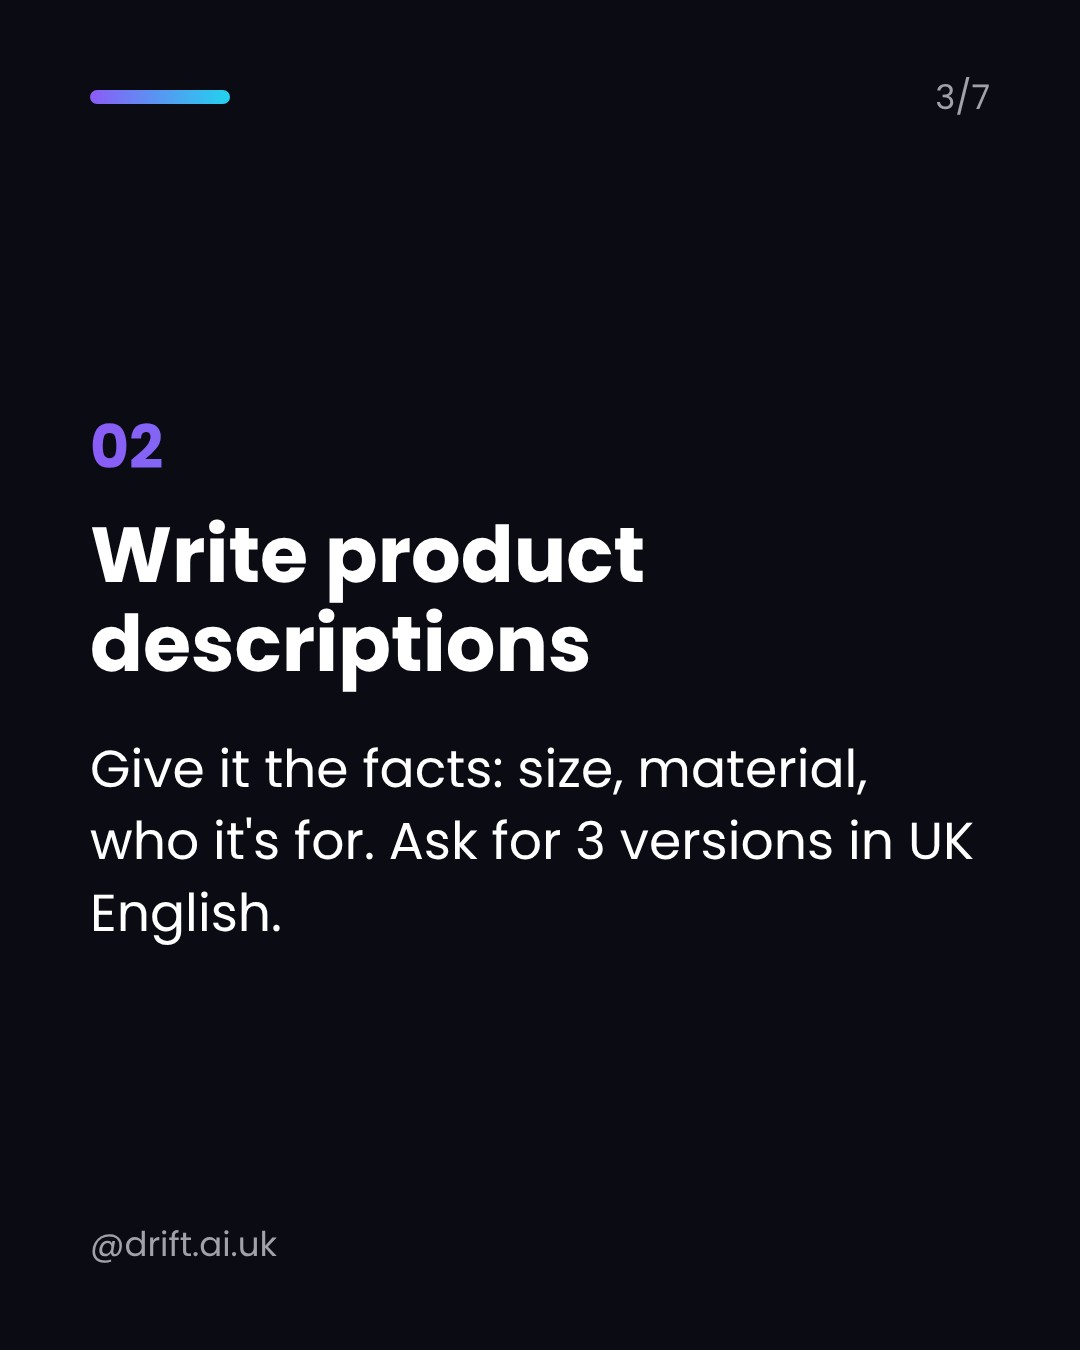 3/7
02
Write product
descriptions
Give it the facts: size, material,
who it's for. Ask for 3 versions in UK
English.
@drift.ai.uk